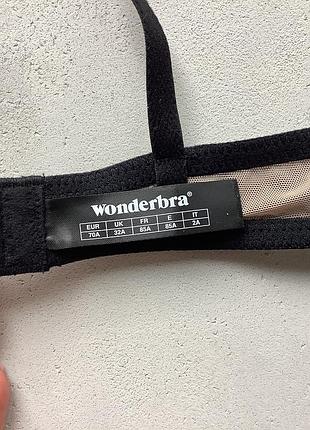 Wonderbra®
EUR UK FR E IT
70A 32A 85A 85A 2A